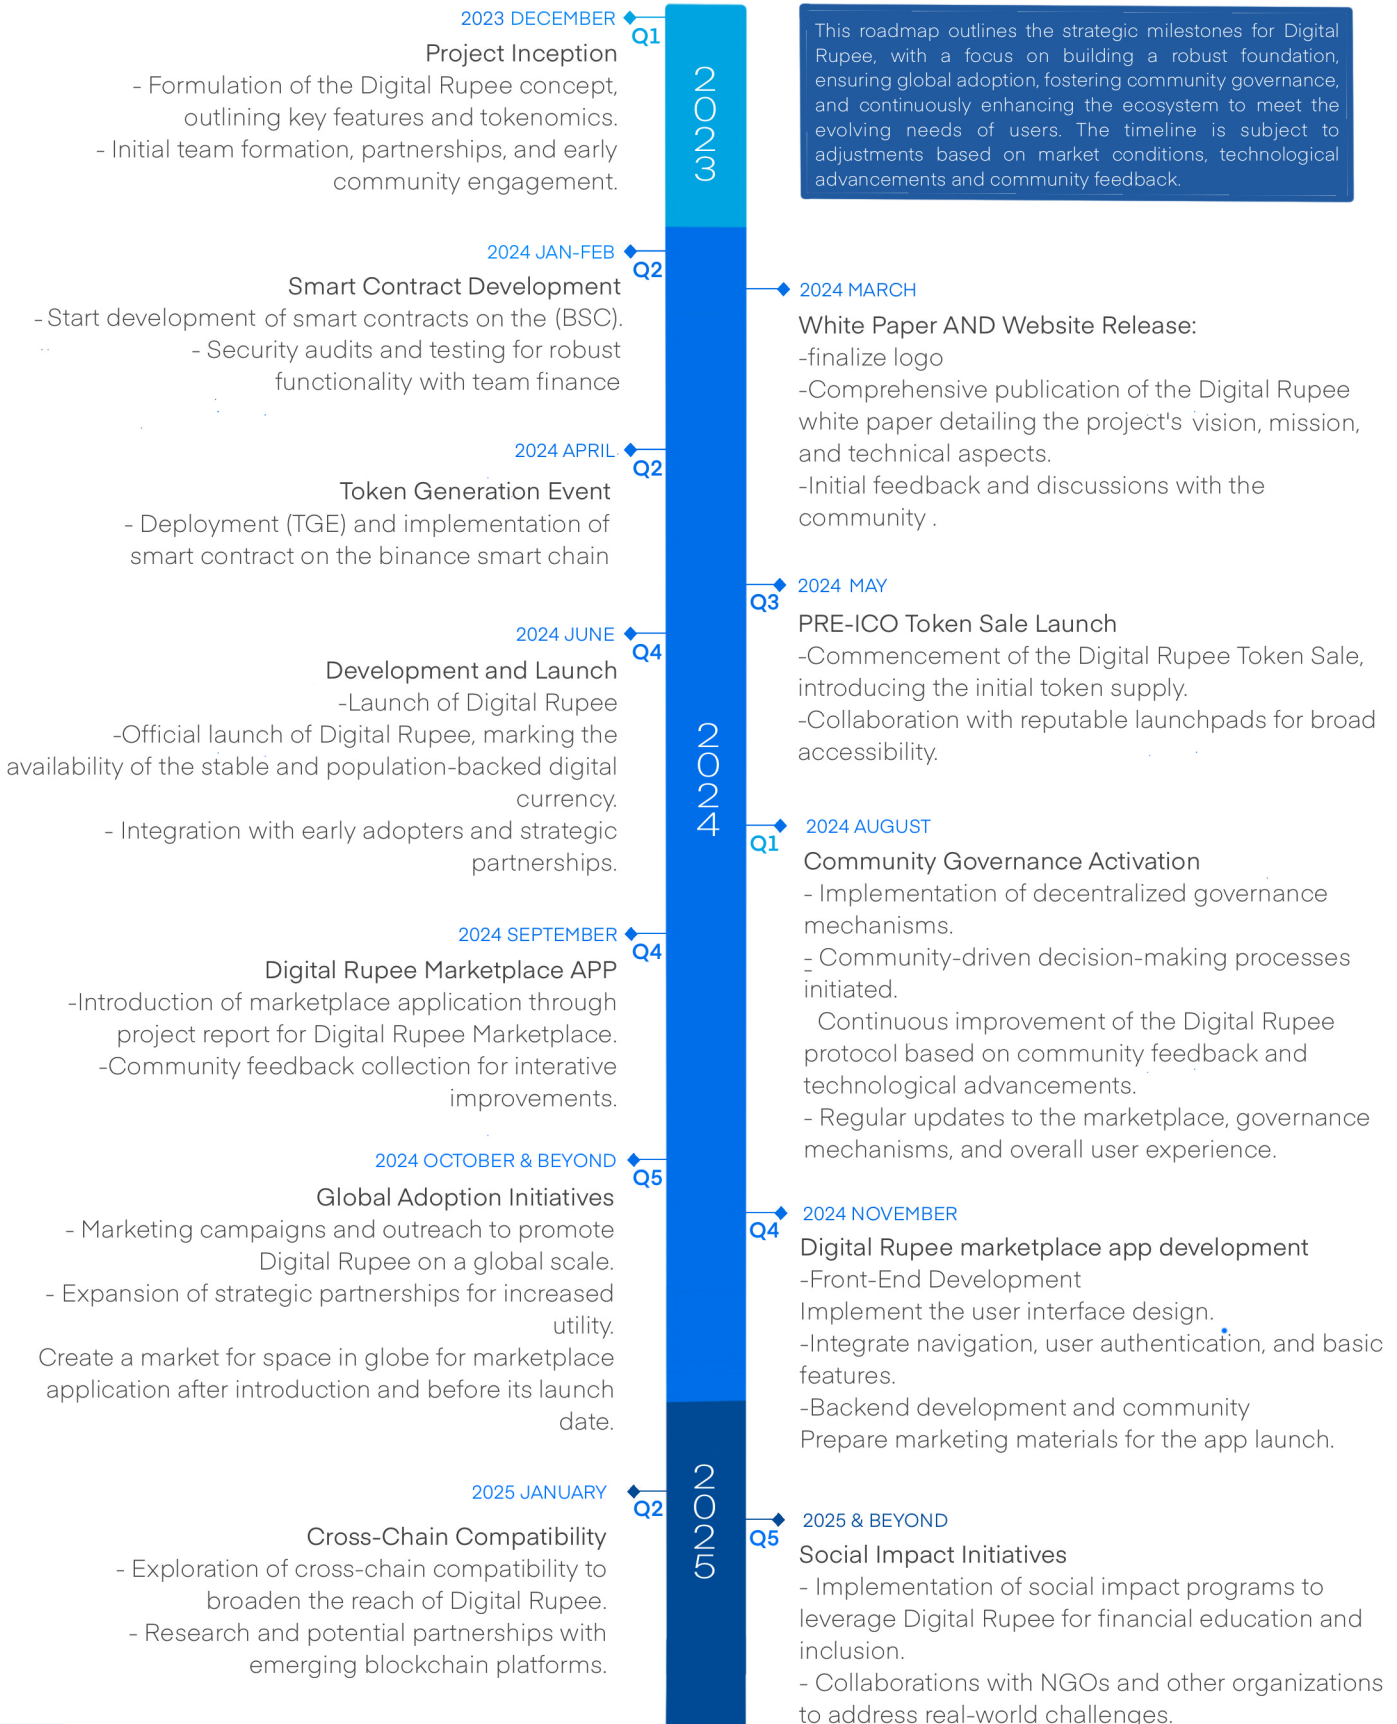 2023 DECEMBER
Q1
Project Inception
- Formulation of the Digital Rupee concept,
outlining key features and tokenomics.
- Initial team formation, partnerships, and early
community engagement.
2023
This roadmap outlines the strategic milestones for Digital
Rupee, with a focus on building a robust foundation,
ensuring global adoption, fostering community governance,
and continuously enhancing the ecosystem to meet the
evolving needs of users. The timeline is subject to
adjustments based on market conditions, technological
advancements and community feedback.
2024 JAN-FEB
Q2
Smart Contract Development
- Start development of smart contracts on the (BSC).
- Security audits and testing for robust
functionality with team finance
2024 MARCH
White Paper AND Website Release:
-finalize logo
-Comprehensive publication of the Digital Rupee
white paper detailing the project's vision, mission,
and technical aspects.
-Initial feedback and discussions with the
community .
2024 APRIL
Q2
Token Generation Event
- Deployment (TGE) and implementation of
smart contract on the binance smart chain
2024 MAY
Q3
PRE-ICO Token Sale Launch
-Commencement of the Digital Rupee Token Sale,
introducing the initial token supply.
-Collaboration with reputable launchpads for broad
accessibility.
2024 JUNE
Q4
Development and Launch
-Launch of Digital Rupee
-Official launch of Digital Rupee, marking the
availability of the stable and population-backed digital
currency.
- Integration with early adopters and strategic
partnerships.
2024
2024 AUGUST
Q1
Community Governance Activation
- Implementation of decentralized governance
mechanisms.
- Community-driven decision-making processes
initiated.
Continuous improvement of the Digital Rupee
protocol based on community feedback and
technological advancements.
- Regular updates to the marketplace, governance
mechanisms, and overall user experience.
2024 SEPTEMBER
Q4
Digital Rupee Marketplace APP
-Introduction of marketplace application through
project report for Digital Rupee Marketplace.
-Community feedback collection for interative
improvements.
2024 OCTOBER & BEYOND
Q5
Global Adoption Initiatives
- Marketing campaigns and outreach to promote
Digital Rupee on a global scale.
- Expansion of strategic partnerships for increased
utility.
Create a market for space in globe for marketplace
application after introduction and before its launch
date.
2024 NOVEMBER
Q4
Digital Rupee marketplace app development
-Front-End Development
Implement the user interface design.
-Integrate navigation, user authentication, and basic
features.
-Backend development and community
Prepare marketing materials for the app launch.
2025 JANUARY
Q2
Cross-Chain Compatibility
- Exploration of cross-chain compatibility to
broaden the reach of Digital Rupee.
- Research and potential partnerships with
emerging blockchain platforms.
2025
2025 & BEYOND
Q5
Social Impact Initiatives
- Implementation of social impact programs to
leverage Digital Rupee for financial education and
inclusion.
- Collaborations with NGOs and other organizations
to address real-world challenges.